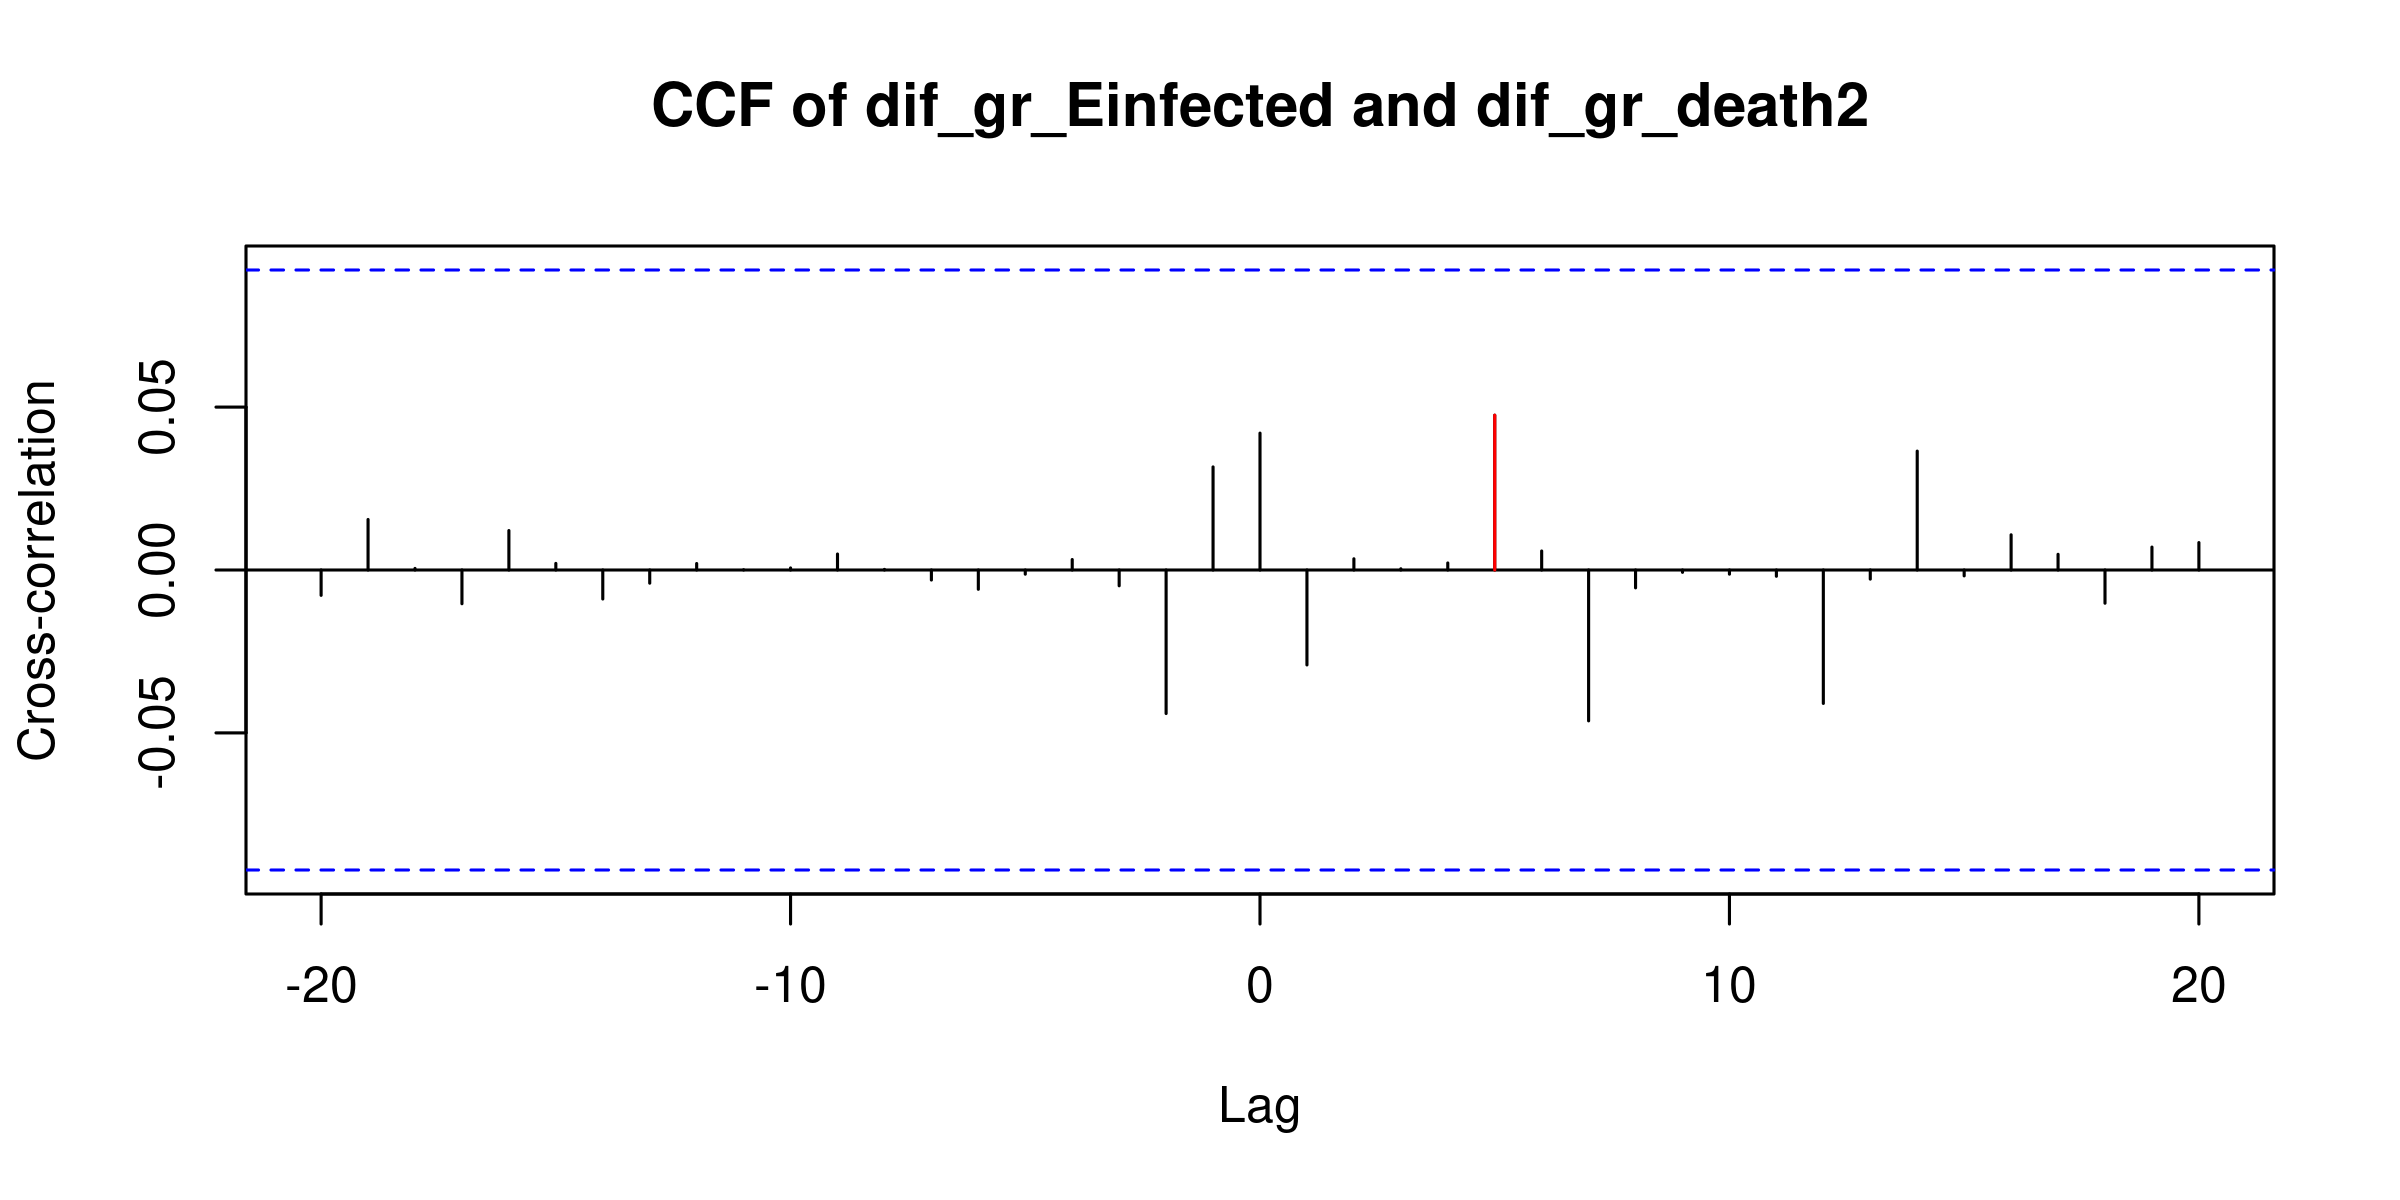 CCF of dif_gr_Einfected and dif_gr_death2
Cross-correlation
0.05
0.00
-0.05
-20
-10
0
10
20
Lag